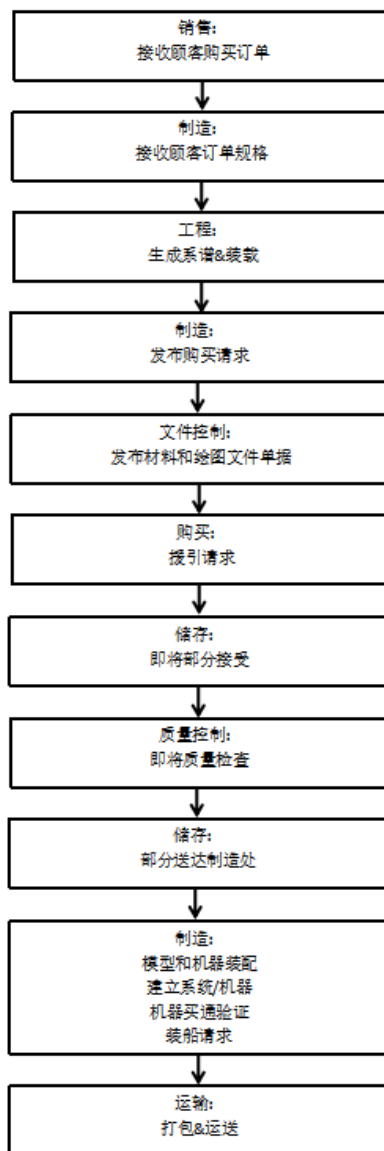 销售:
接收顾客购买订单
制造:
接收顾客订单规格
工程:
生成系谱&装载
制造:
发布购买请求
文件控制:
发布材料和绘图文件单据
购买:
援引请求
储存:
即将部分接受
质量控制:
即将质量检查
储存:
部分送达制造处
制造:
模型和机器装配
建立系统/机器
机器买通验证
装船请求
运输:
打包&运送